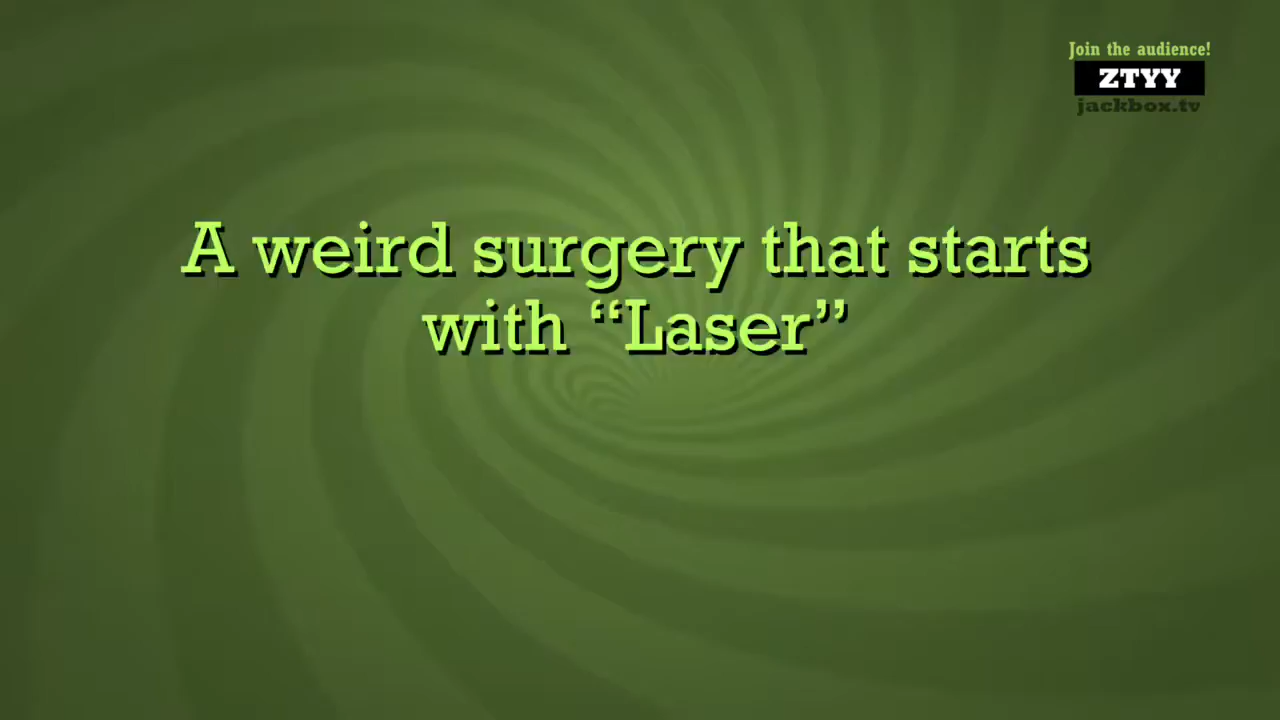 Join the audience!
ZTYY
jackbox.tv
A weird surgery that starts
with “Laser”